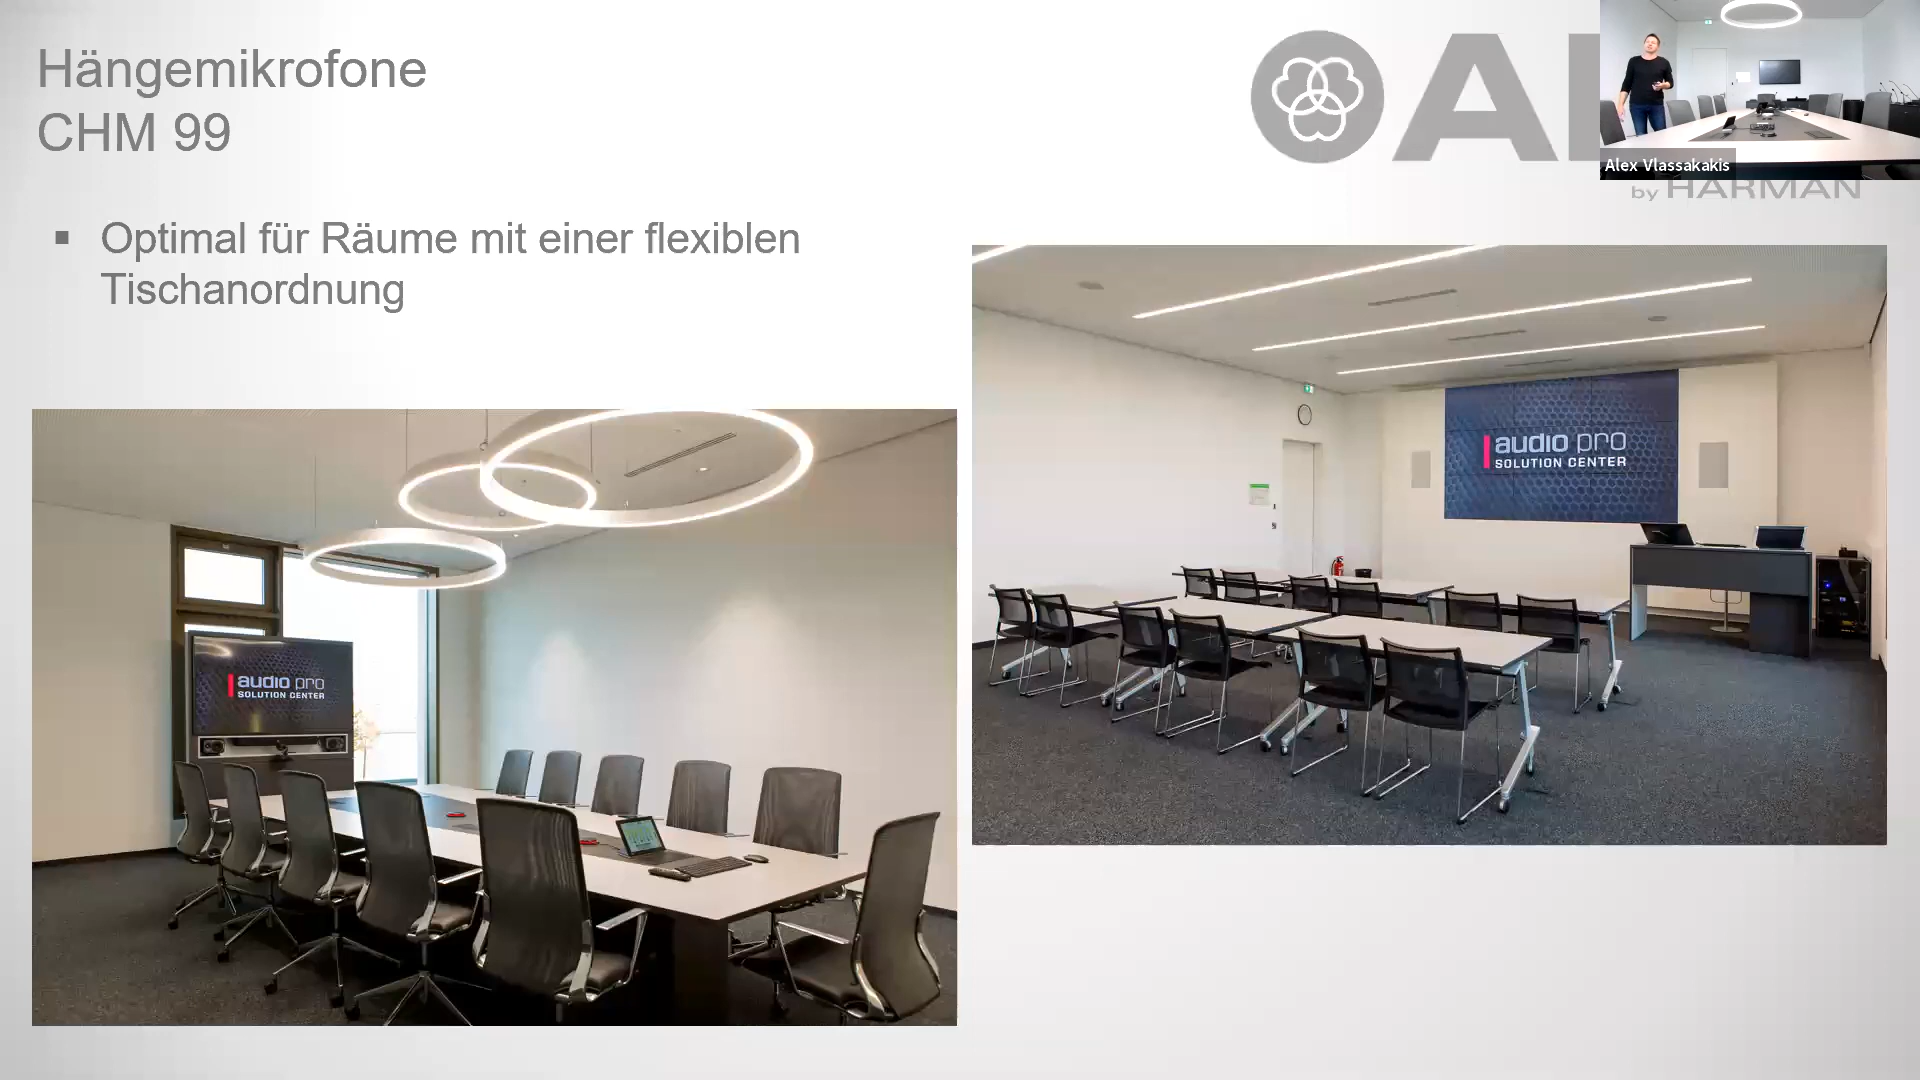 Hängemikrofone
CHM 99
by HARMAN
Alex Vlassakakis
▪ Optimal für Räume mit einer flexiblen
Tischanordnung
audio pro
SOLUTION CENTER
audio pro
SOLUTION CENTER